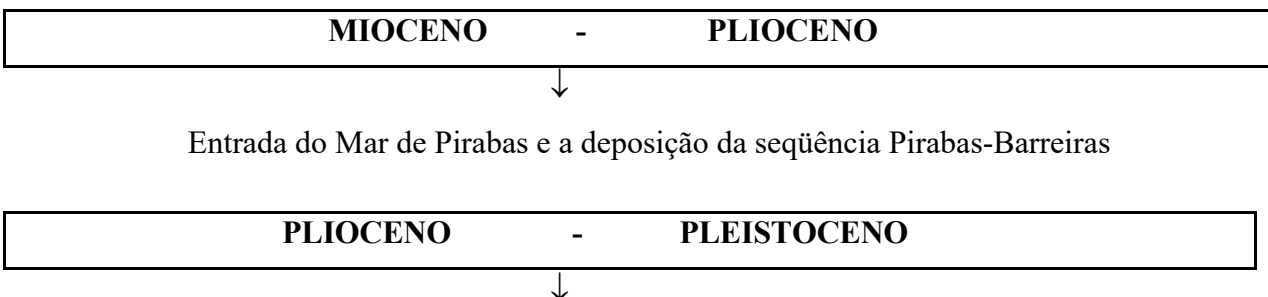 MIOCENO - PLIOCENO
↓
Entrada do Mar de Pirabas e a deposição da seqüência Pirabas-Barreiras
PLIOCENO - PLEISTOCENO
↓